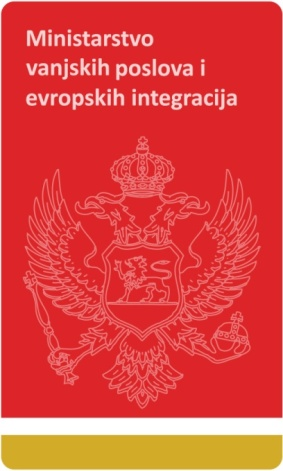 Ministarstvo
vanjskih poslova i
evropskih integracija